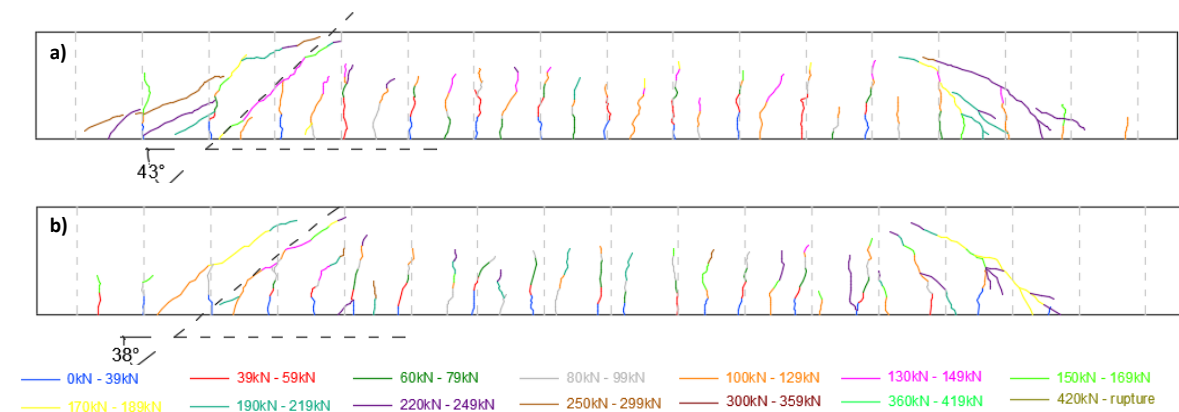 a)
43°
b)
38°
0kN - 39kN 39kN - 59kN 60kN - 79kN 80kN - 99kN 100kN - 129kN 130kN - 149kN 150kN - 169kN
170kN - 189kN 190kN - 219kN 220kN - 249kN 250kN - 299kN 300kN - 359kN 360kN - 419kN 420kN - rupture